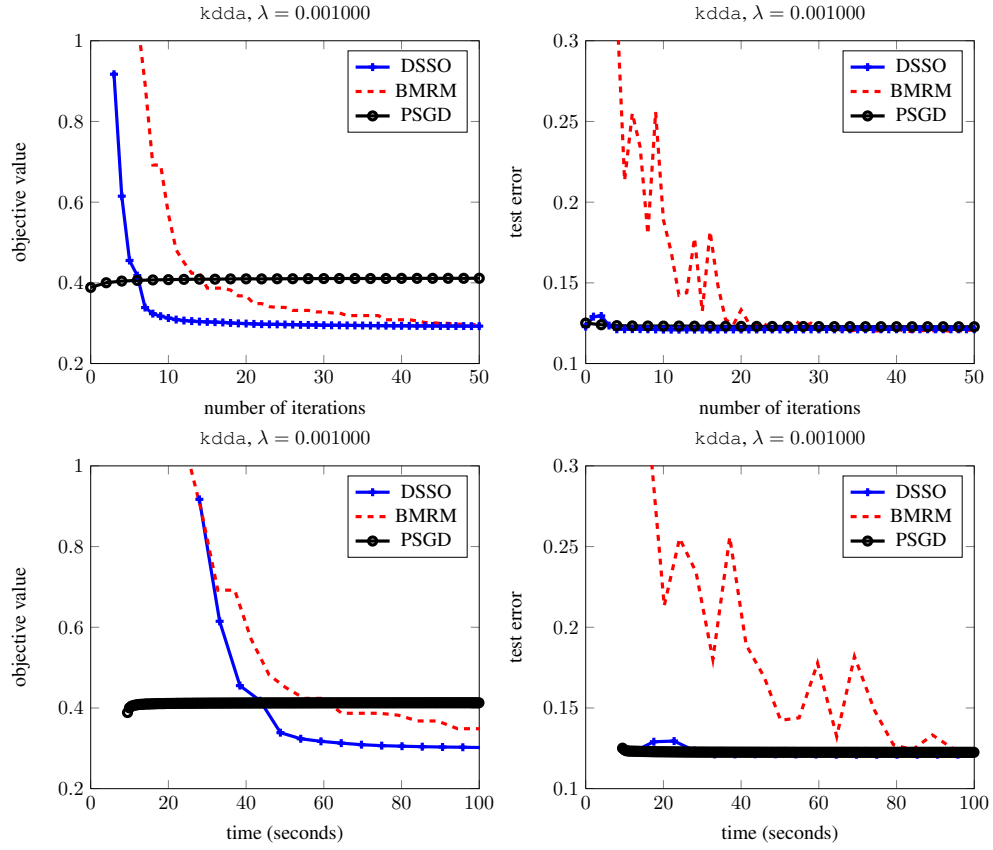 kdda, λ = 0.001000
1
0.8
0.6
0.4
0.2
objective value
0 10 20 30 40 50
number of iterations
DSSO
BMRM
PSGD
kdda, λ = 0.001000
0.3
0.25
0.2
0.15
0.1
test error
0 10 20 30 40 50
number of iterations
DSSO
BMRM
PSGD
kdda, λ = 0.001000
1
0.8
0.6
0.4
0.2
objective value
0 20 40 60 80 100
time (seconds)
DSSO
BMRM
PSGD
kdda, λ = 0.001000
0.3
0.25
0.2
0.15
0.1
test error
0 20 40 60 80 100
time (seconds)
DSSO
BMRM
PSGD